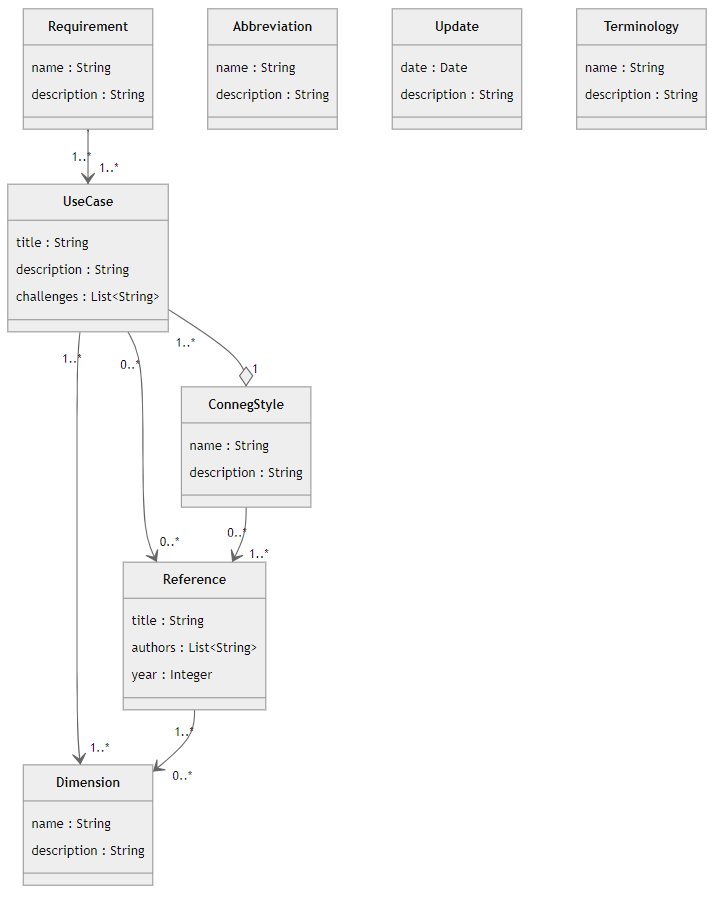 Requirement
name : String
description : String
Abbreviation
name : String
description : String
Update
date : Date
description : String
Terminology
name : String
description : String
1..*
1..*
UseCase
title : String
description : String
challenges : List<String>
1..*
0..*
1..*
1
ConnegStyle
name : String
description : String
0..*
0..*
1..*
Reference
title : String
authors : List<String>
year : Integer
1..*
1..*
0..*
Dimension
name : String
description : String